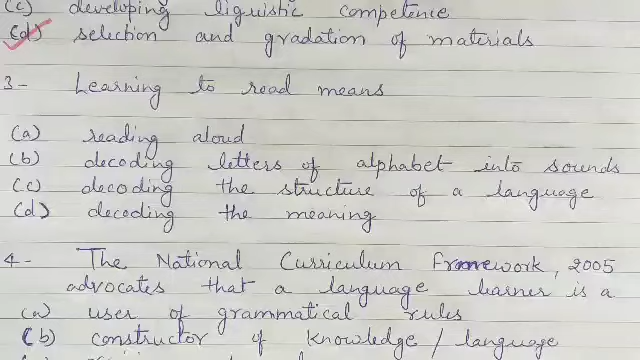 (c) developing liguistic competence
(d) selection and gradation of materials
3- Learning to read means
(a) reading aloud
(b) decoding letters of alphabet into sounds
(c) decoding the structure of a language
(d) decoding the meaning
4- The National Curriculum Framework, 2005
advocates that a language learner is a
(a) user of grammatical rules
(b) constructor of knowledge / language